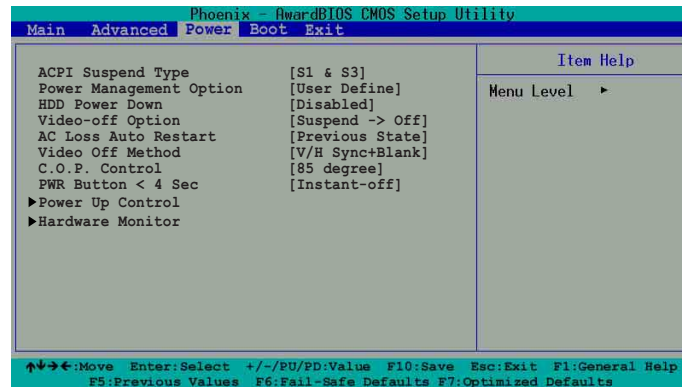 Phoenix - AwardBIOS CMOS Setup Utility
Main Advanced Power Boot Exit
Item Help
ACPI Suspend Type [S1 & S3]
Power Management Option [User Define]
Menu Level ▸
HDD Power Down [Disabled]
Video-off Option [Suspend -> Off]
AC Loss Auto Restart [Previous State]
Video Off Method [V/H Sync+Blank]
C.O.P. Control [85 degree]
PWR Button < 4 Sec [Instant-off]
▶Power Up Control
▶Hardware Monitor
↑↓→←:Move Enter:Select +/-/PU/PD:Value F10:Save Esc:Exit F1:General Help
F5:Previous Values F6:Fail-Safe Defaults F7:Optimized Defaults